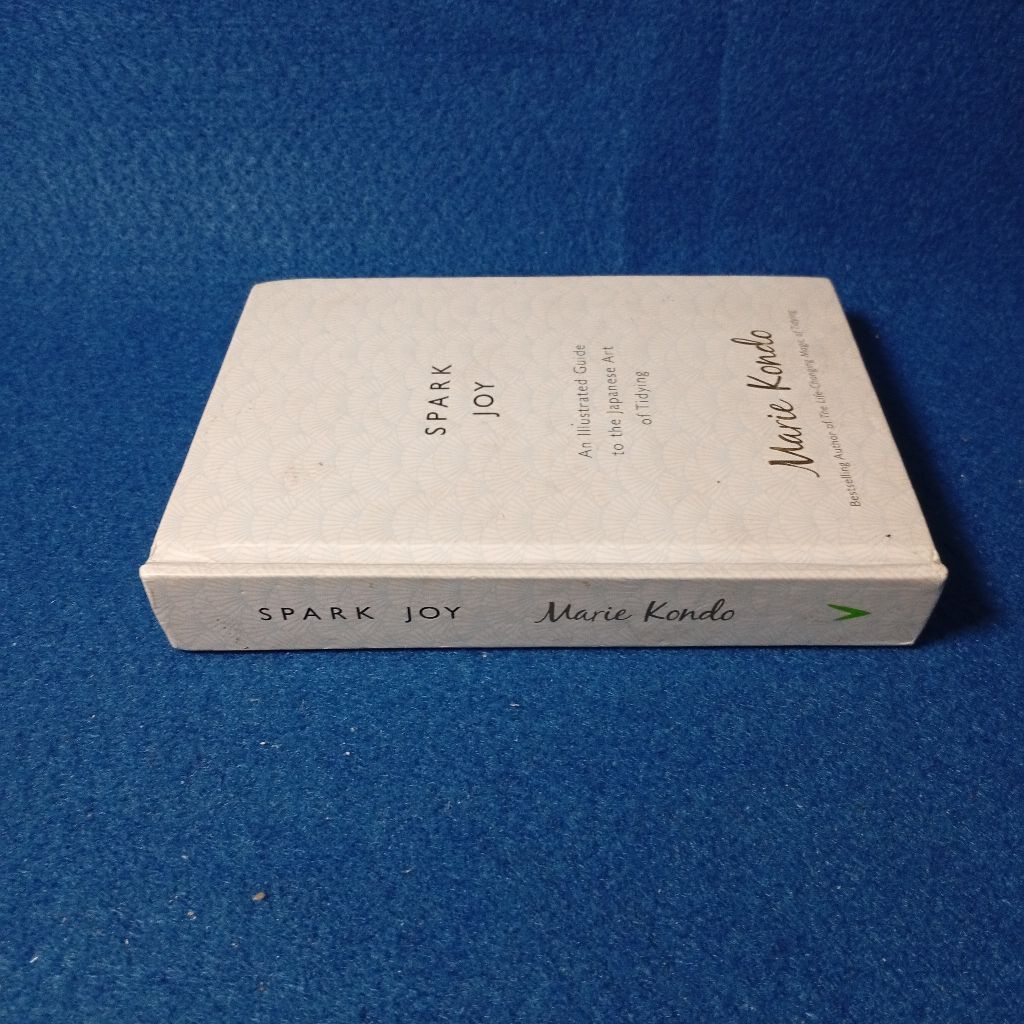 SPARK
JOY
An Illustrated Guide
to the Japanese Art
of Tidying
Marie Kondo
Bestselling Author of The Life-Changing Magic of Tidying
SPARK JOY Marie Kondo